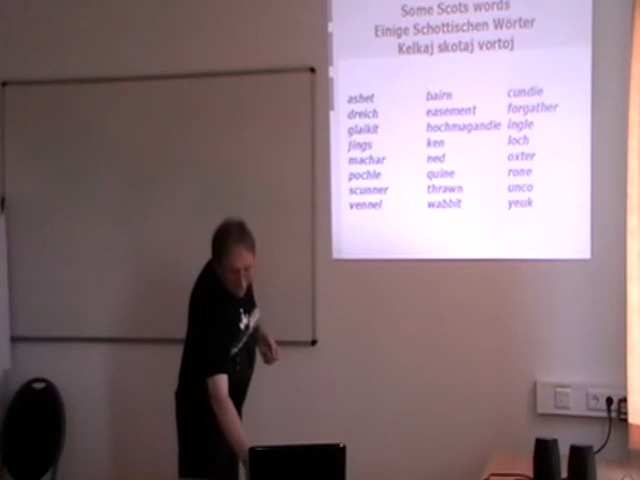 Some Scots words
Einige Schottischen Wörter
Kelkaj skotaj vortoj
ashet bairn cundie
dreich easement forgather
glaikit hochmagandie ingle
jings ken loch
machar ned oxter
pochle quine rone
scunner thrawn unco
vennel wabbit yeuk